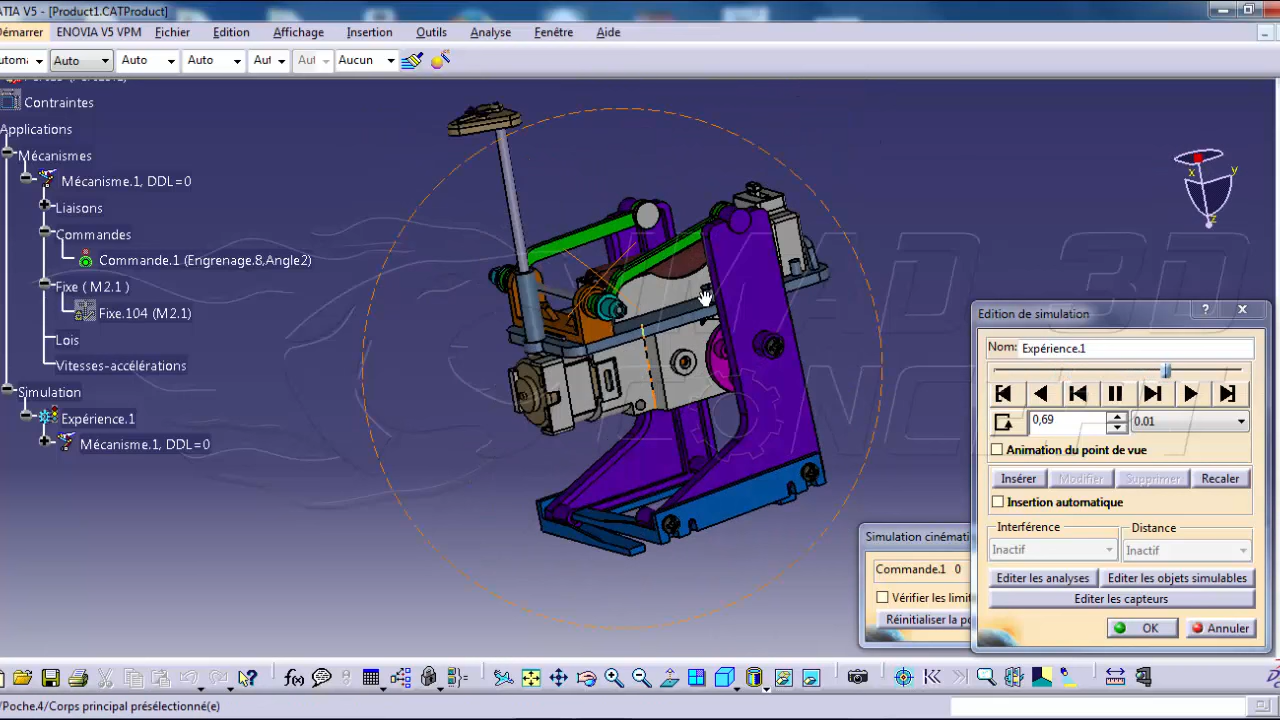 ATIA V5 - [Product1.CATProduct]
Démarrer ENOVIA V5 VPM Fichier Edition Affichage Insertion Outils Analyse Fenêtre Aide
Auto Auto Auto Aut Aut Aucun
Contraintes
Applications
Mécanismes
Mécanisme.1, DDL=0
Liaisons
Commandes
Commande.1 (Engrenage.8,Angle2)
Fixe ( M2.1 )
Fixe.104 (M2.1)
Lois
Vitesses-accélérations
Simulation
Expérience.1
Mécanisme.1, DDL=0
x y z
Edition de simulation
Nom: Expérience.1
0,69 0.01
Animation du point de vue
Insérer Modifier Supprimer Recaler
Insertion automatique
Interférence Distance
Inactif Inactif
Editer les analyses Editer les objets simulables
Editer les capteurs
OK Annuler
Simulation cinémati
Commande.1 0
Vérifier les limit
Réinitialiser la po
f(x)
/Poche.4/Corps principal présélectionné(e)